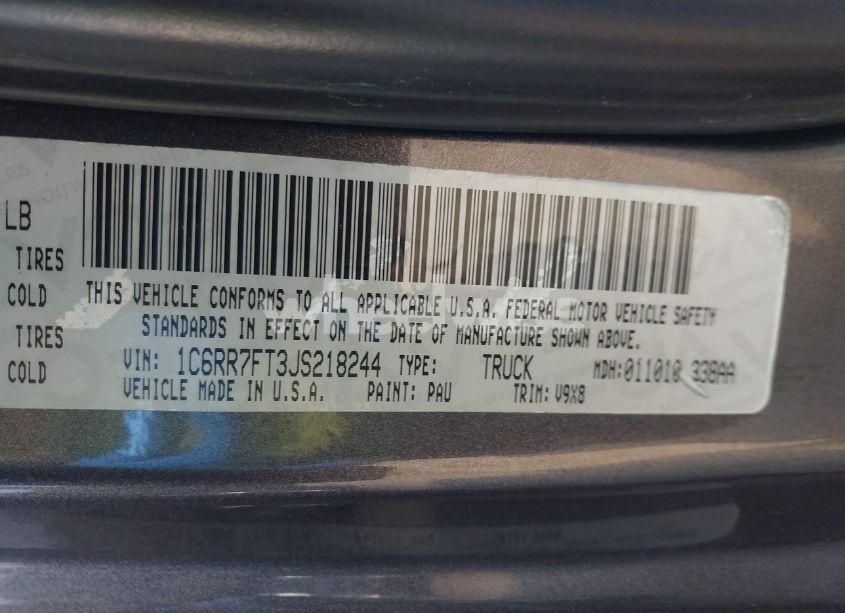 LB
TIRES
COLD
TIRES
COLD
THIS VEHICLE CONFORMS TO ALL APPLICABLE U.S.A. FEDERAL MOTOR VEHICLE SAFETY
STANDARDS IN EFFECT ON THE DATE OF MANUFACTURE SHOWN ABOVE.
VIN: 1C6RR7FT3JS218244 TYPE: TRUCK MDH:011010 338AA
VEHICLE MADE IN U.S.A. PAINT: PAU TRIM: V9X8